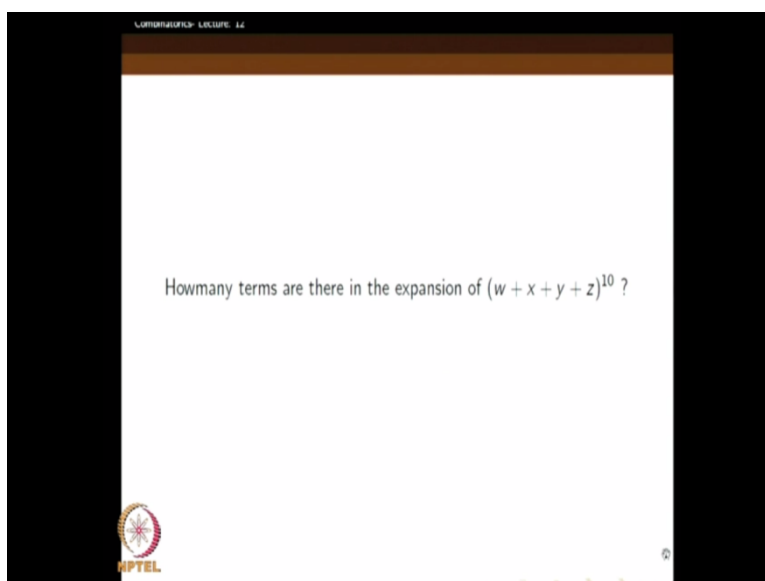 Combinatorics- Lecture: 12
Howmany terms are there in the expansion of (w + x + y + z)¹⁰ ?
NPTEL